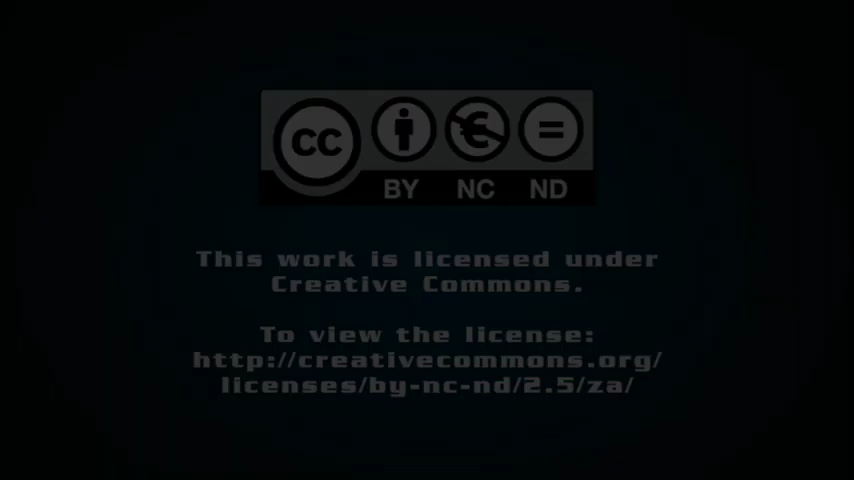 CC
BY NC ND
This work is licensed under
Creative Commons.
To view the license:
http://creativecommons.org/
licenses/by-nc-nd/2.5/za/